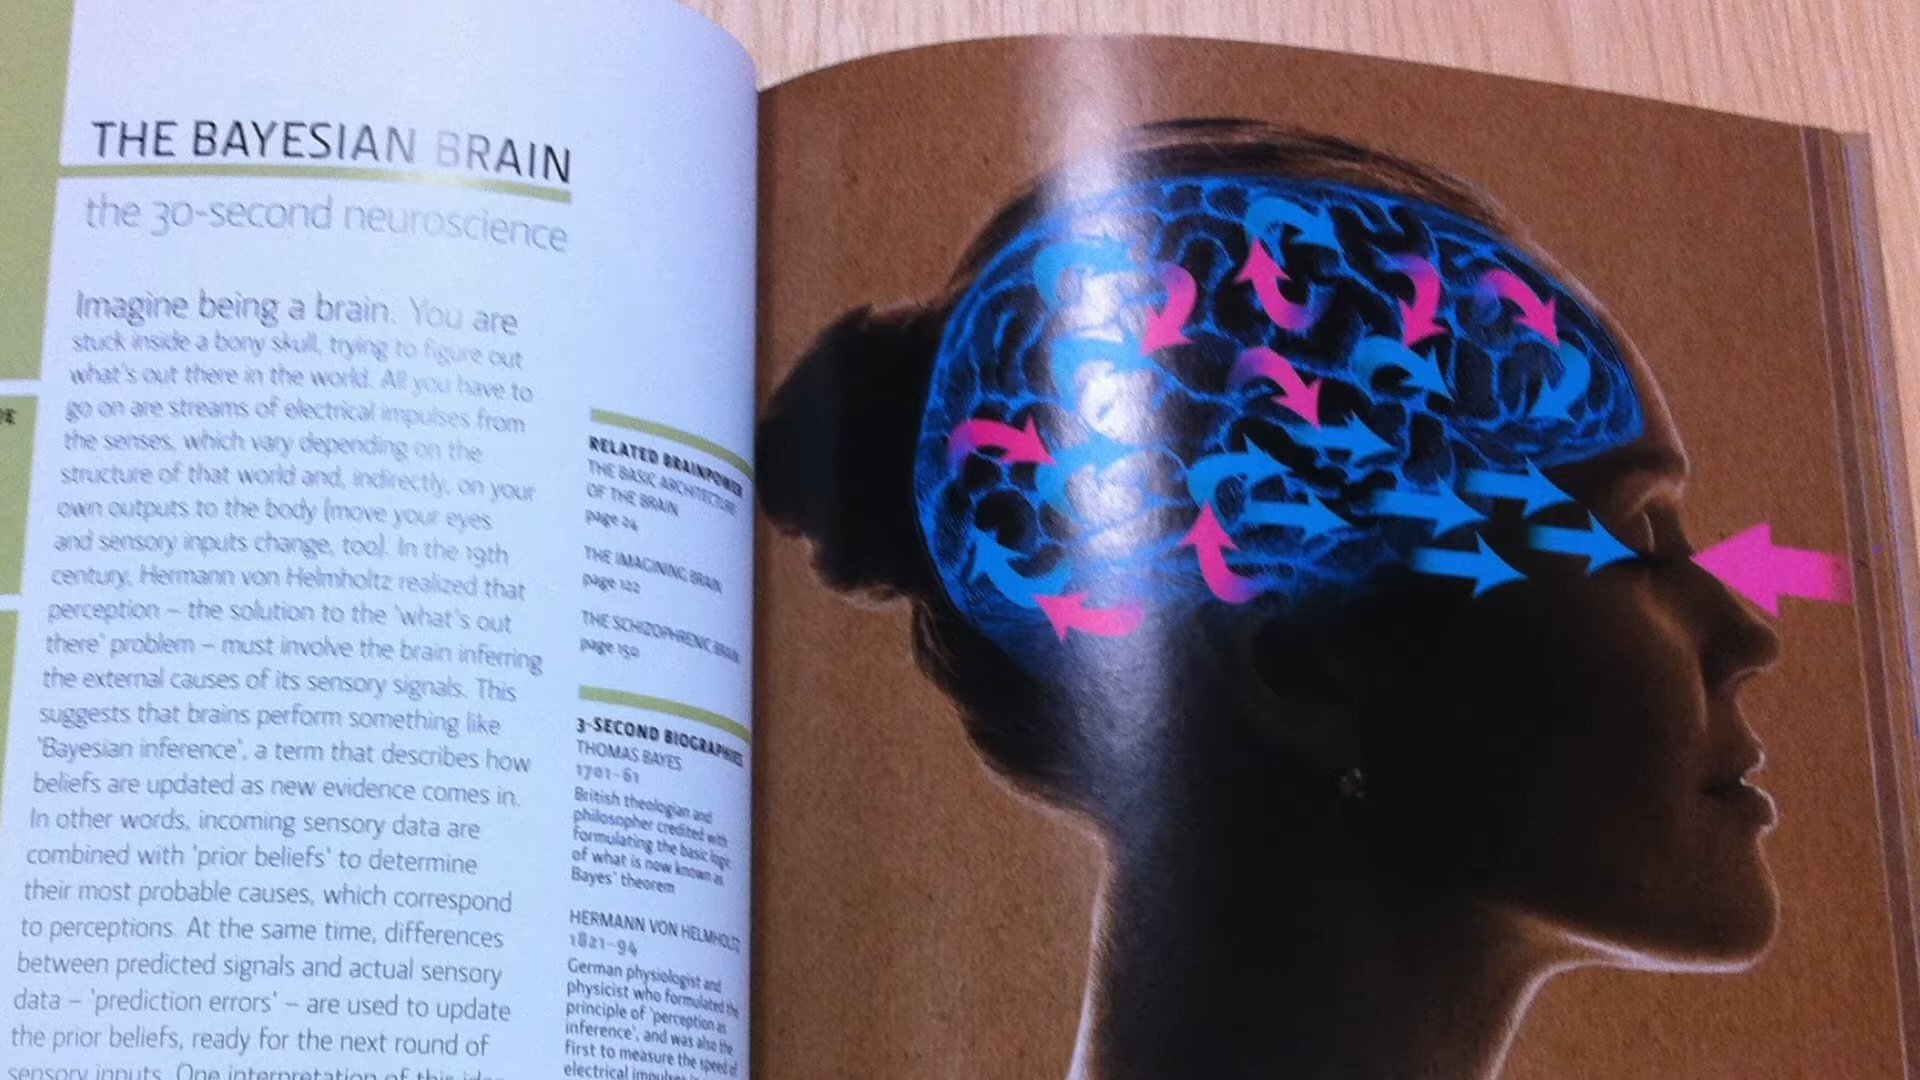 THE BAYESIAN BRAIN
the 30-second neuroscience
Imagine being a brain. You are
stuck inside a bony skull, trying to figure out
what's out there in the world. All you have to
go on are streams of electrical impulses from
the senses, which vary depending on the
structure of that world and, indirectly, on your
own outputs to the body (move your eyes
and sensory inputs change, too). In the 19th
century, Hermann von Helmholtz realized that
perception – the solution to the 'what's out
there' problem – must involve the brain inferring
the external causes of its sensory signals. This
suggests that brains perform something like
'Bayesian inference', a term that describes how
beliefs are updated as new evidence comes in.
In other words, incoming sensory data are
combined with 'prior beliefs' to determine
their most probable causes, which correspond
to perceptions. At the same time, differences
between predicted signals and actual sensory
data – 'prediction errors' – are used to update
the prior beliefs, ready for the next round of
sensory inputs. One interpretation of this idea
RELATED BRAINPOWER
THE BASIC ARCHITECTURE
OF THE BRAIN
page 24
THE IMAGINING BRAIN
page 122
THE SCHIZOPHRENIC BRAIN
page 150
3-SECOND BIOGRAPHIES
THOMAS BAYES
1701–61
British theologian and
philosopher credited with
formulating the basic logic
of what is now known as
Bayes' theorem
HERMANN VON HELMHOLTZ
1821–94
German physiologist and
physicist who formulated the
principle of 'perception as
inference', and was also the
first to measure the speed of
electrical impulses